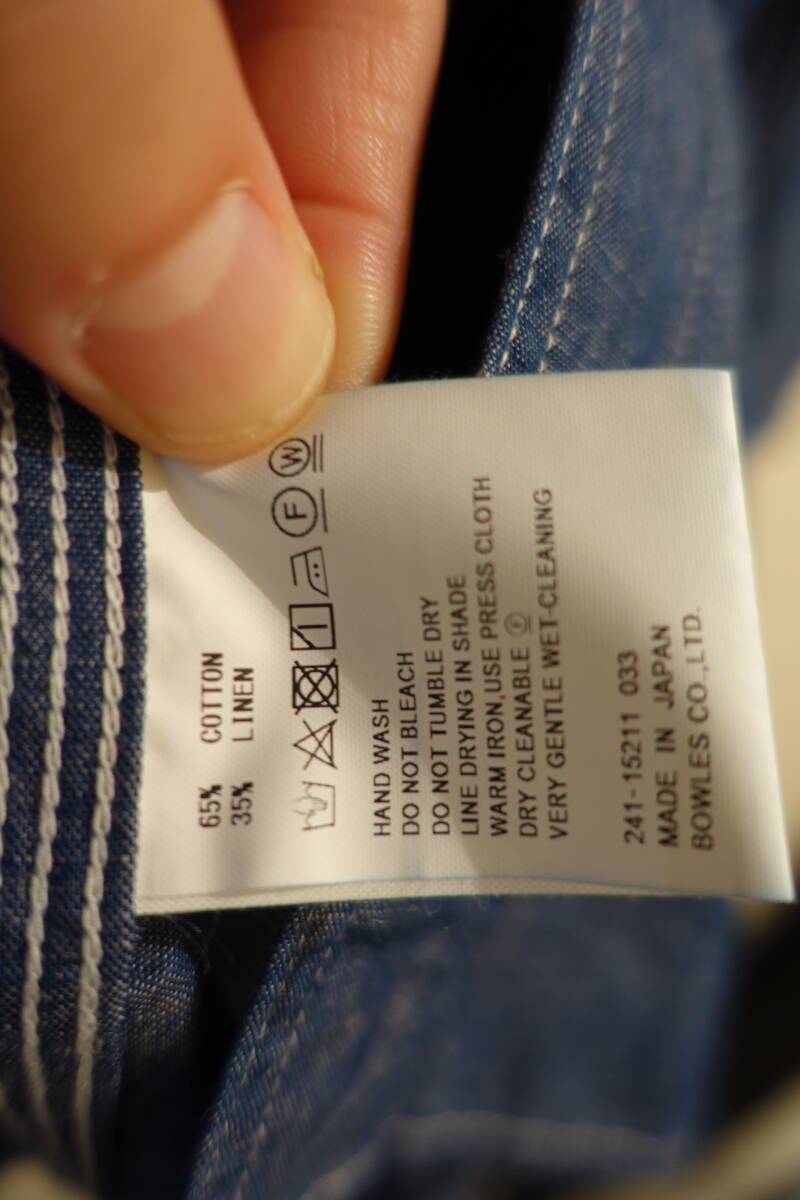 65% COTTON
35% LINEN
F W
HAND WASH
DO NOT BLEACH
DO NOT TUMBLE DRY
LINE DRYING IN SHADE
WARM IRON,USE PRESS CLOTH
DRY CLEANABLE Ⓕ
VERY GENTLE WET-CLEANING
241-15211 033
MADE IN JAPAN
BOWLES CO.,LTD.